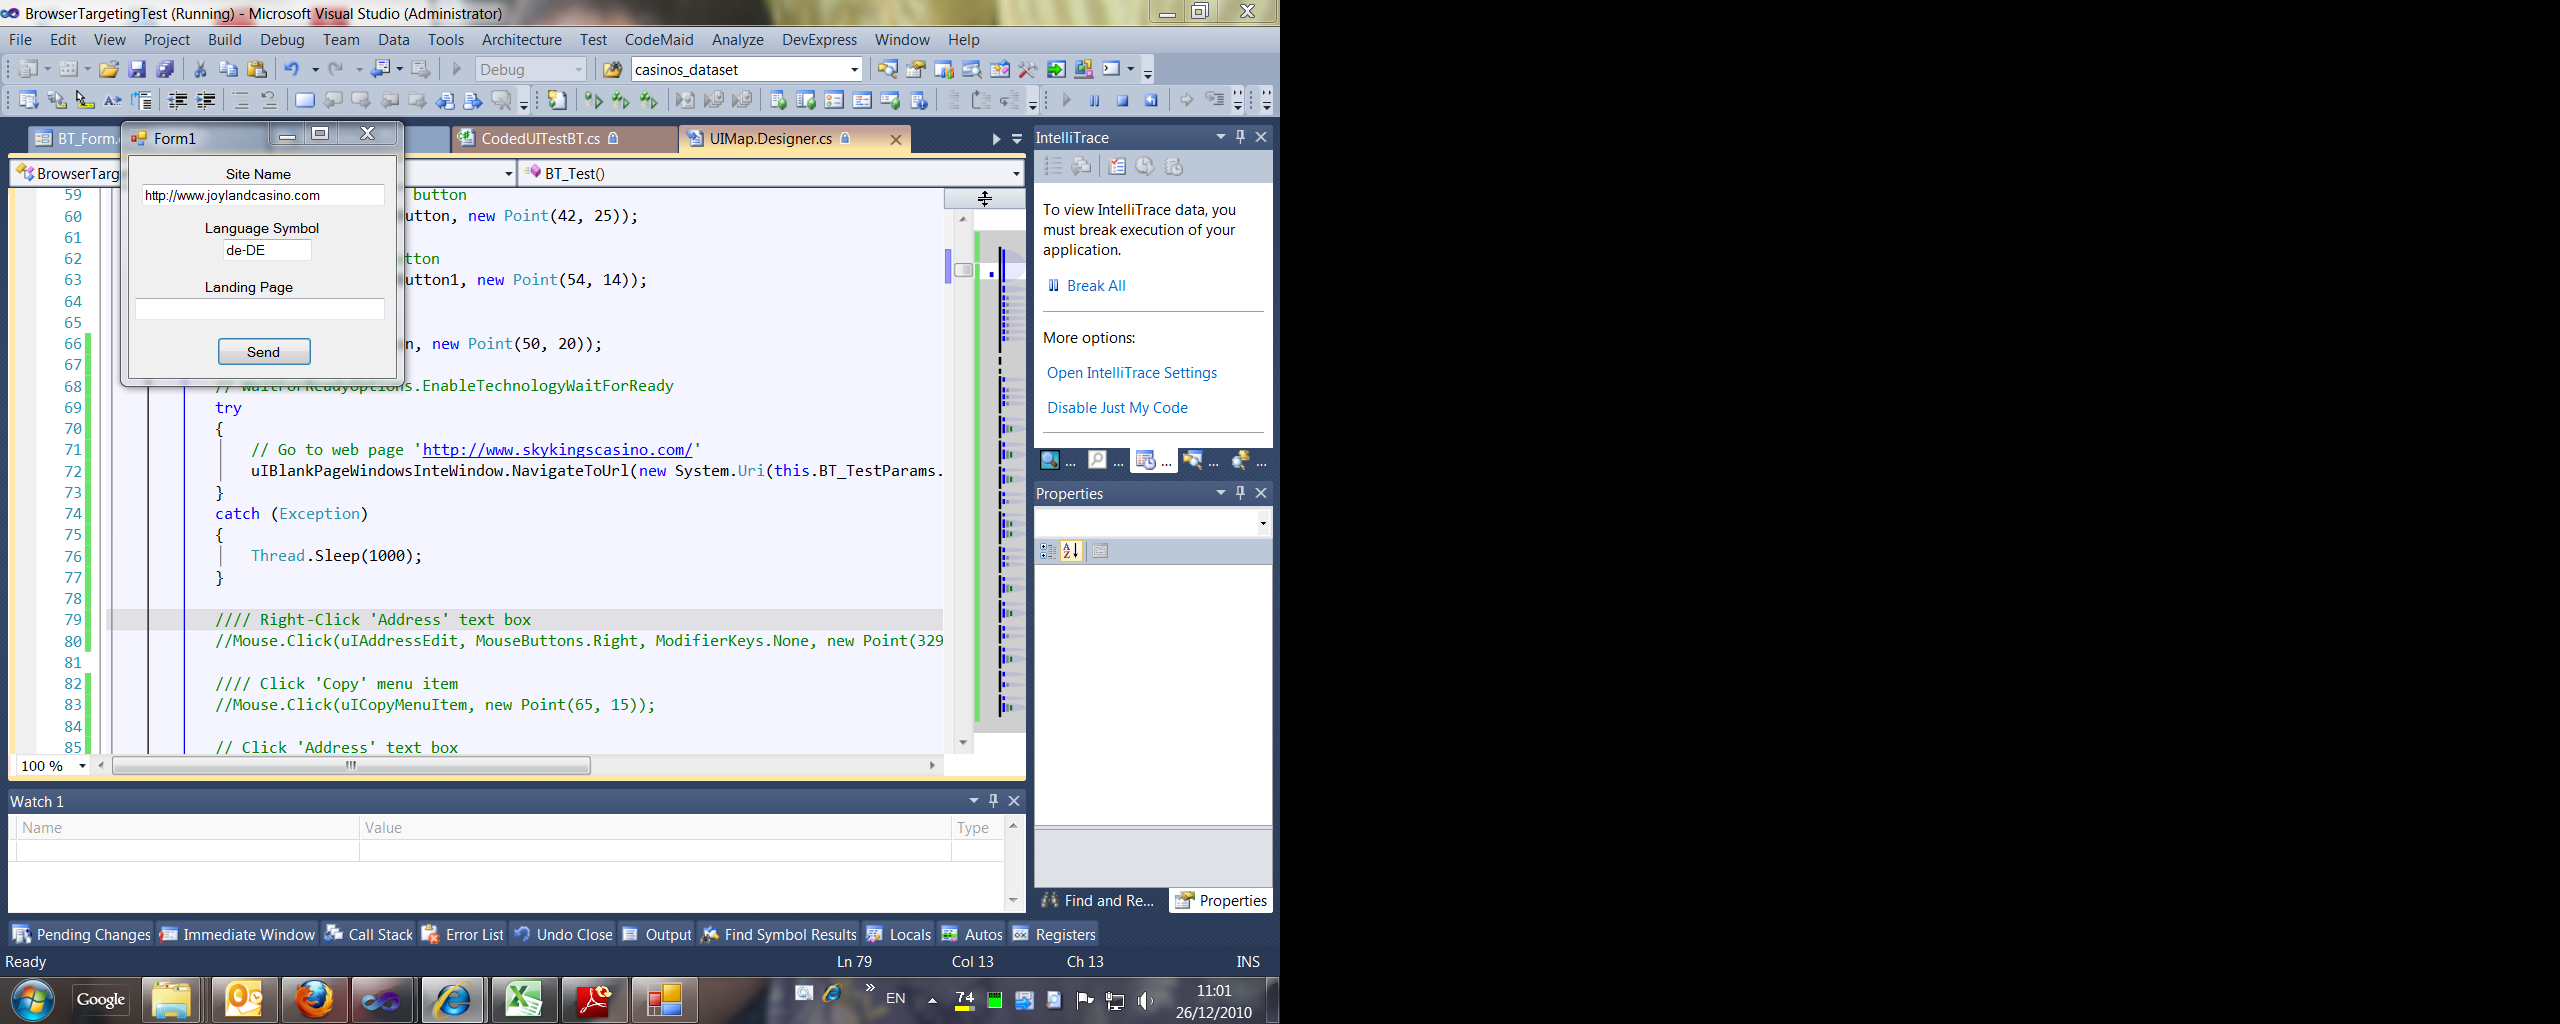 BrowserTargetingTest (Running) - Microsoft Visual Studio (Administrator)
File Edit View Project Build Debug Team Data Tools Architecture Test CodeMaid Analyze DevExpress Window Help
Debug casinos_dataset
BT_Form. CodedUITestBT.cs UIMap.Designer.cs
Form1
Site Name
http://www.joylandcasino.com
Language Symbol
de-DE
Landing Page
Send
BrowserTarg BT_Test()
59 button
60 utton, new Point(42, 25));
61
62 tton
63 utton1, new Point(54, 14));
64
65
66 n, new Point(50, 20));
67
68 // WaitForReadyOptions.EnableTechnologyWaitForReady
69 try
70 {
71 // Go to web page 'http://www.skykingscasino.com/'
72 uIBlankPageWindowsInteWindow.NavigateToUrl(new System.Uri(this.BT_TestParams.
73 }
74 catch (Exception)
75 {
76 Thread.Sleep(1000);
77 }
78
79 //// Right-Click 'Address' text box
80 //Mouse.Click(uIAddressEdit, MouseButtons.Right, ModifierKeys.None, new Point(329
81
82 //// Click 'Copy' menu item
83 //Mouse.Click(uICopyMenuItem, new Point(65, 15));
84
85 // Click 'Address' text box
100 %
IntelliTrace
To view IntelliTrace data, you
must break execution of your
application.
Break All
More options:
Open IntelliTrace Settings
Disable Just My Code
... ... ... ... ...
Properties
Watch 1
Name Value Type
Find and Re... Properties
Pending Changes Immediate Window Call Stack Error List Undo Close Output Find Symbol Results Locals Autos Registers
Ready Ln 79 Col 13 Ch 13 INS
Google EN 74 11:01
26/12/2010